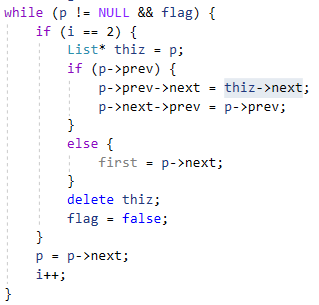 while (p != NULL && flag) {
    if (i == 2) {
        List* thiz = p;
        if (p->prev) {
            p->prev->next = thiz->next;
            p->next->prev = p->prev;
        }
        else {
            first = p->next;
        }
        delete thiz;
        flag = false;
    }
    p = p->next;
    i++;
}